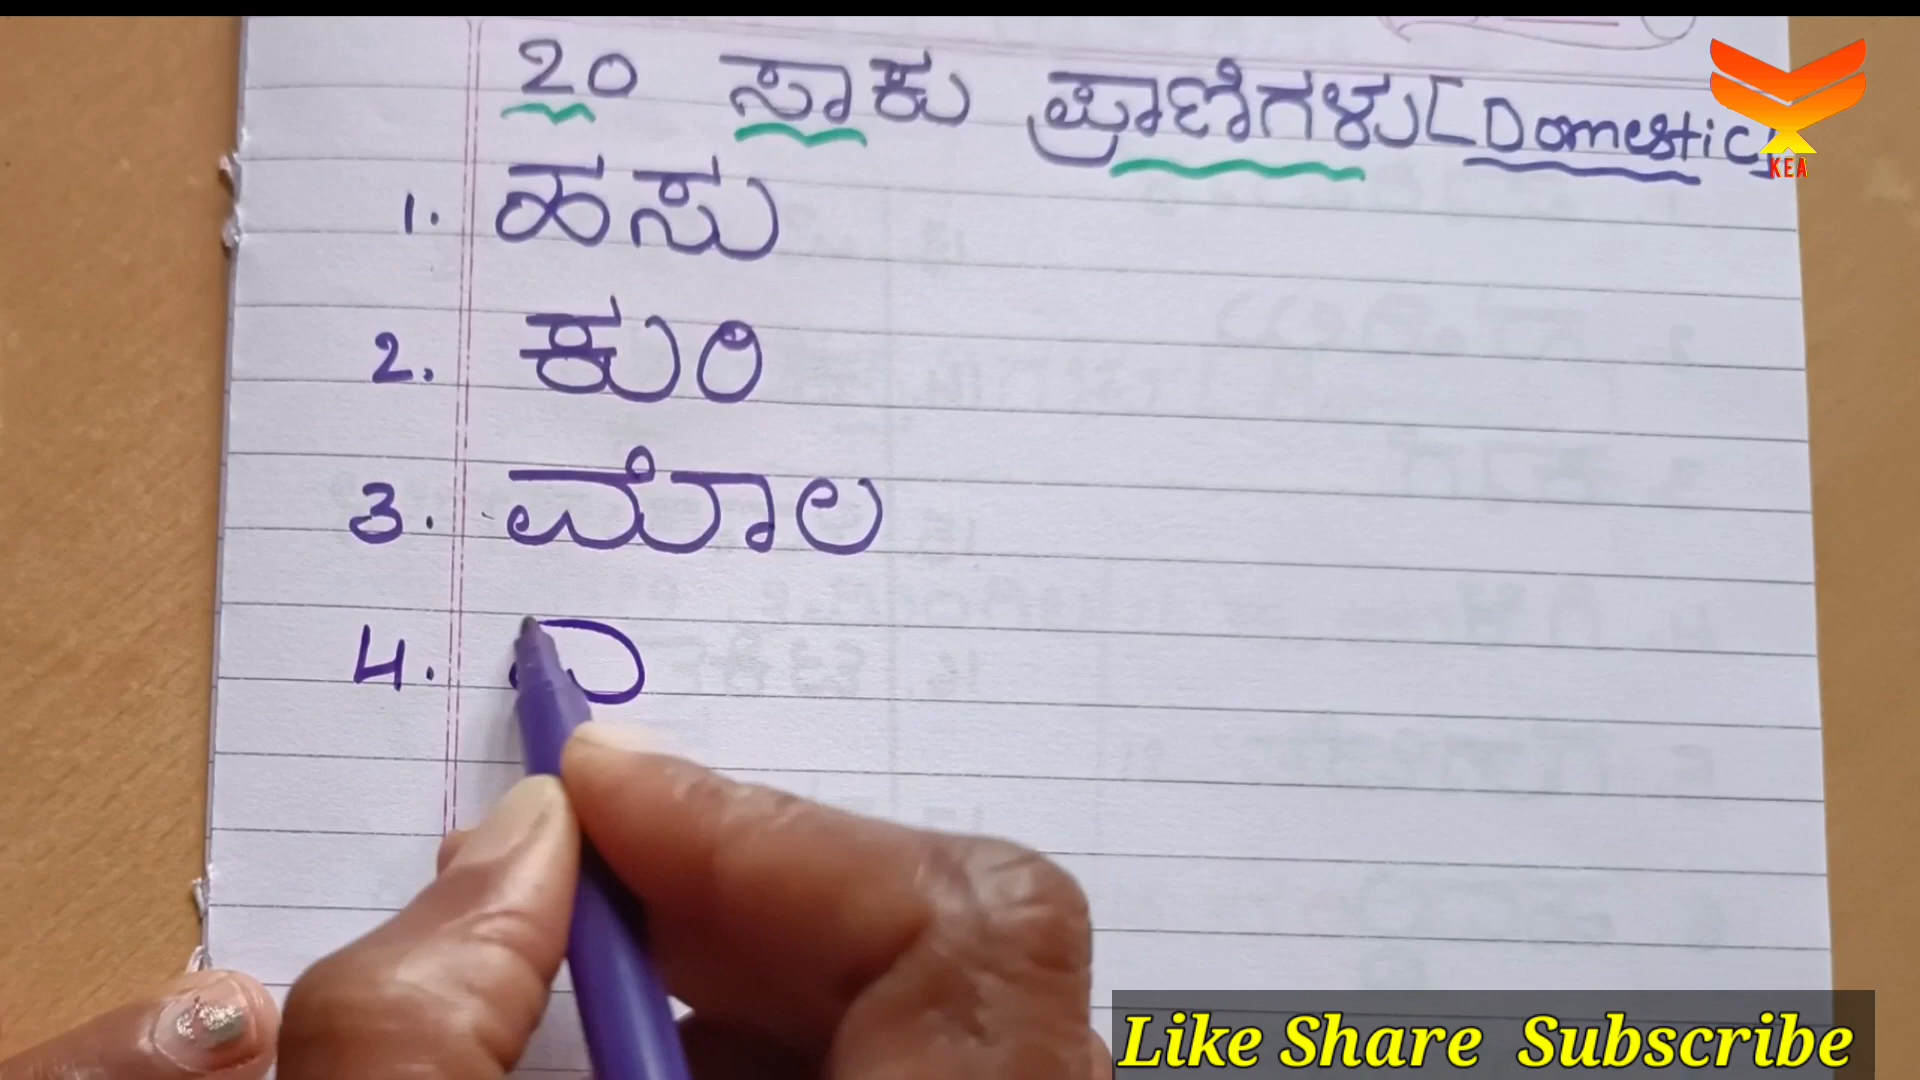 20 ಸಾಕು ಪ್ರಾಣಿಗಳು [Domestic]
KEA
1. ಹಸು
2. ಕುರಿ
3. ಮೊಲ
4.
Like Share Subscribe